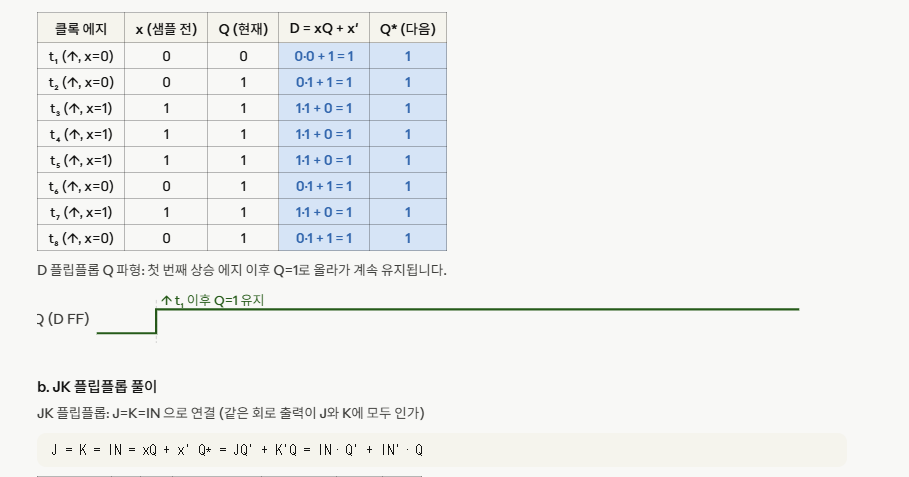 클록 에지 x (샘플 전) Q (현재) D = xQ + x′ Q* (다음)
t₁ (↑, x=0) 0 0 0·0 + 1 = 1 1
t₂ (↑, x=0) 0 1 0·1 + 1 = 1 1
t₃ (↑, x=1) 1 1 1·1 + 0 = 1 1
t₄ (↑, x=1) 1 1 1·1 + 0 = 1 1
t₅ (↑, x=1) 1 1 1·1 + 0 = 1 1
t₆ (↑, x=0) 0 1 0·1 + 1 = 1 1
t₇ (↑, x=1) 1 1 1·1 + 0 = 1 1
t₈ (↑, x=0) 0 1 0·1 + 1 = 1 1
D 플립플롭 Q 파형: 첫 번째 상승 에지 이후 Q=1로 올라가 계속 유지됩니다.
↑ t₁ 이후 Q=1 유지
Q (D FF)
b. JK 플립플롭 풀이
JK 플립플롭: J=K=IN 으로 연결 (같은 회로 출력이 J와 K에 모두 인가)
J = K = IN = xQ + x' Q* = JQ' + K'Q = IN · Q' + IN' · Q